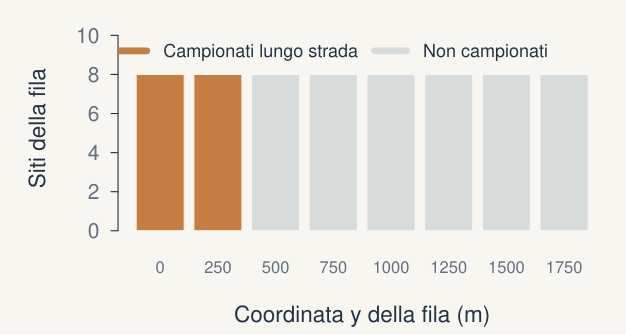 Campionati lungo strada Non campionati
Siti della fila
10
8
6
4
2
0
0 250 500 750 1000 1250 1500 1750
Coordinata y della fila (m)